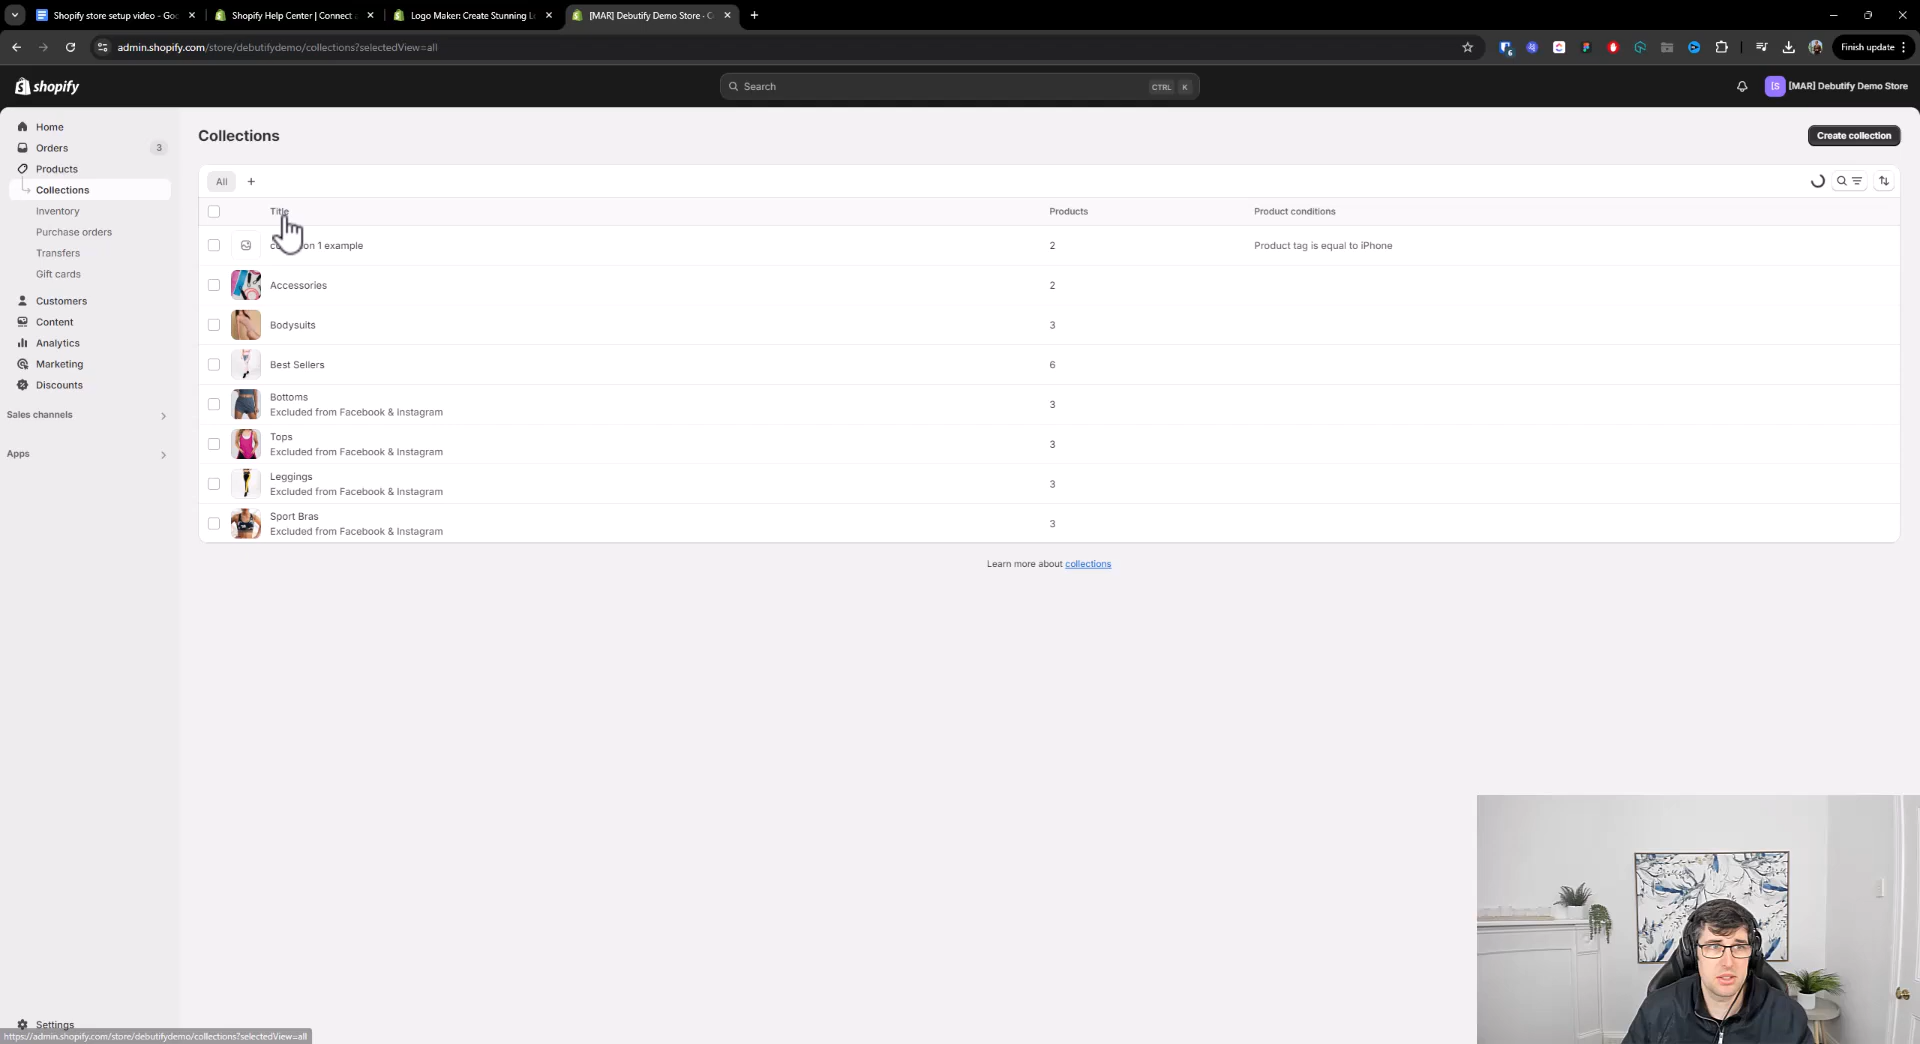 Shopify store setup video - Goo
Shopify Help Center | Connect
Logo Maker: Create Stunning L
[MAR] Debutify Demo Store · C
admin.shopify.com/store/debutifydemo/collections?selectedView=all
6
Finish update
shopify
Search
CTRL K
[S
[MAR] Debutify Demo Store
Home
Orders
3
Products
Collections
Inventory
Purchase orders
Transfers
Gift cards
Customers
Content
Analytics
Marketing
Discounts
Sales channels
Apps
Settings
Collections
Create collection
All
Title
Products
Product conditions
on 1 example
2
Product tag is equal to iPhone
Accessories
2
Bodysuits
3
Best Sellers
6
Bottoms
Excluded from Facebook & Instagram
3
Tops
Excluded from Facebook & Instagram
3
Leggings
Excluded from Facebook & Instagram
3
Sport Bras
Excluded from Facebook & Instagram
3
Learn more about collections
https://admin.shopify.com/store/debutifydemo/collections?selectedView=all